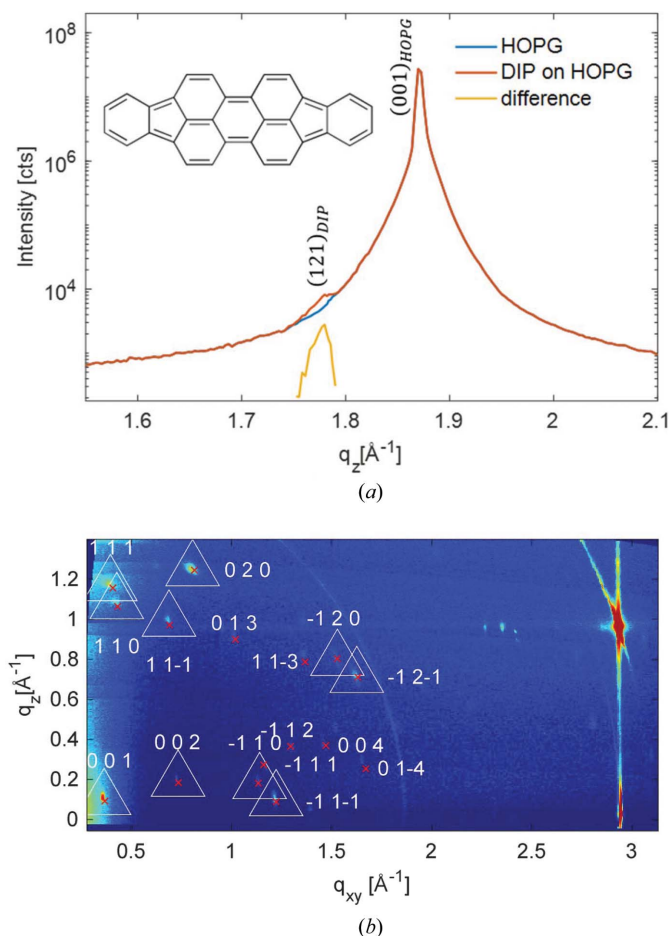 (a)
10^8
10^6
10^4
Intensity [cts]
(001)HOPG
HOPG
DIP on HOPG
difference
(121)DIP
1.6 1.7 1.8 1.9 2 2.1
qz[Å-1]
(a)
1 1 1
0 2 0
1 1 0
0 1 3
1 1-1
-1 2 0
1 1-3
-1 2-1
-1 1 2
0 0 1
0 0 2
-1 1 0
0 0 4
-1 1 1
0 1-4
-1 1-1
1.2
1
0.8
0.6
0.4
0.2
0
qz[Å-1]
0.5 1 1.5 2 2.5 3
qxy [Å-1]
(b)